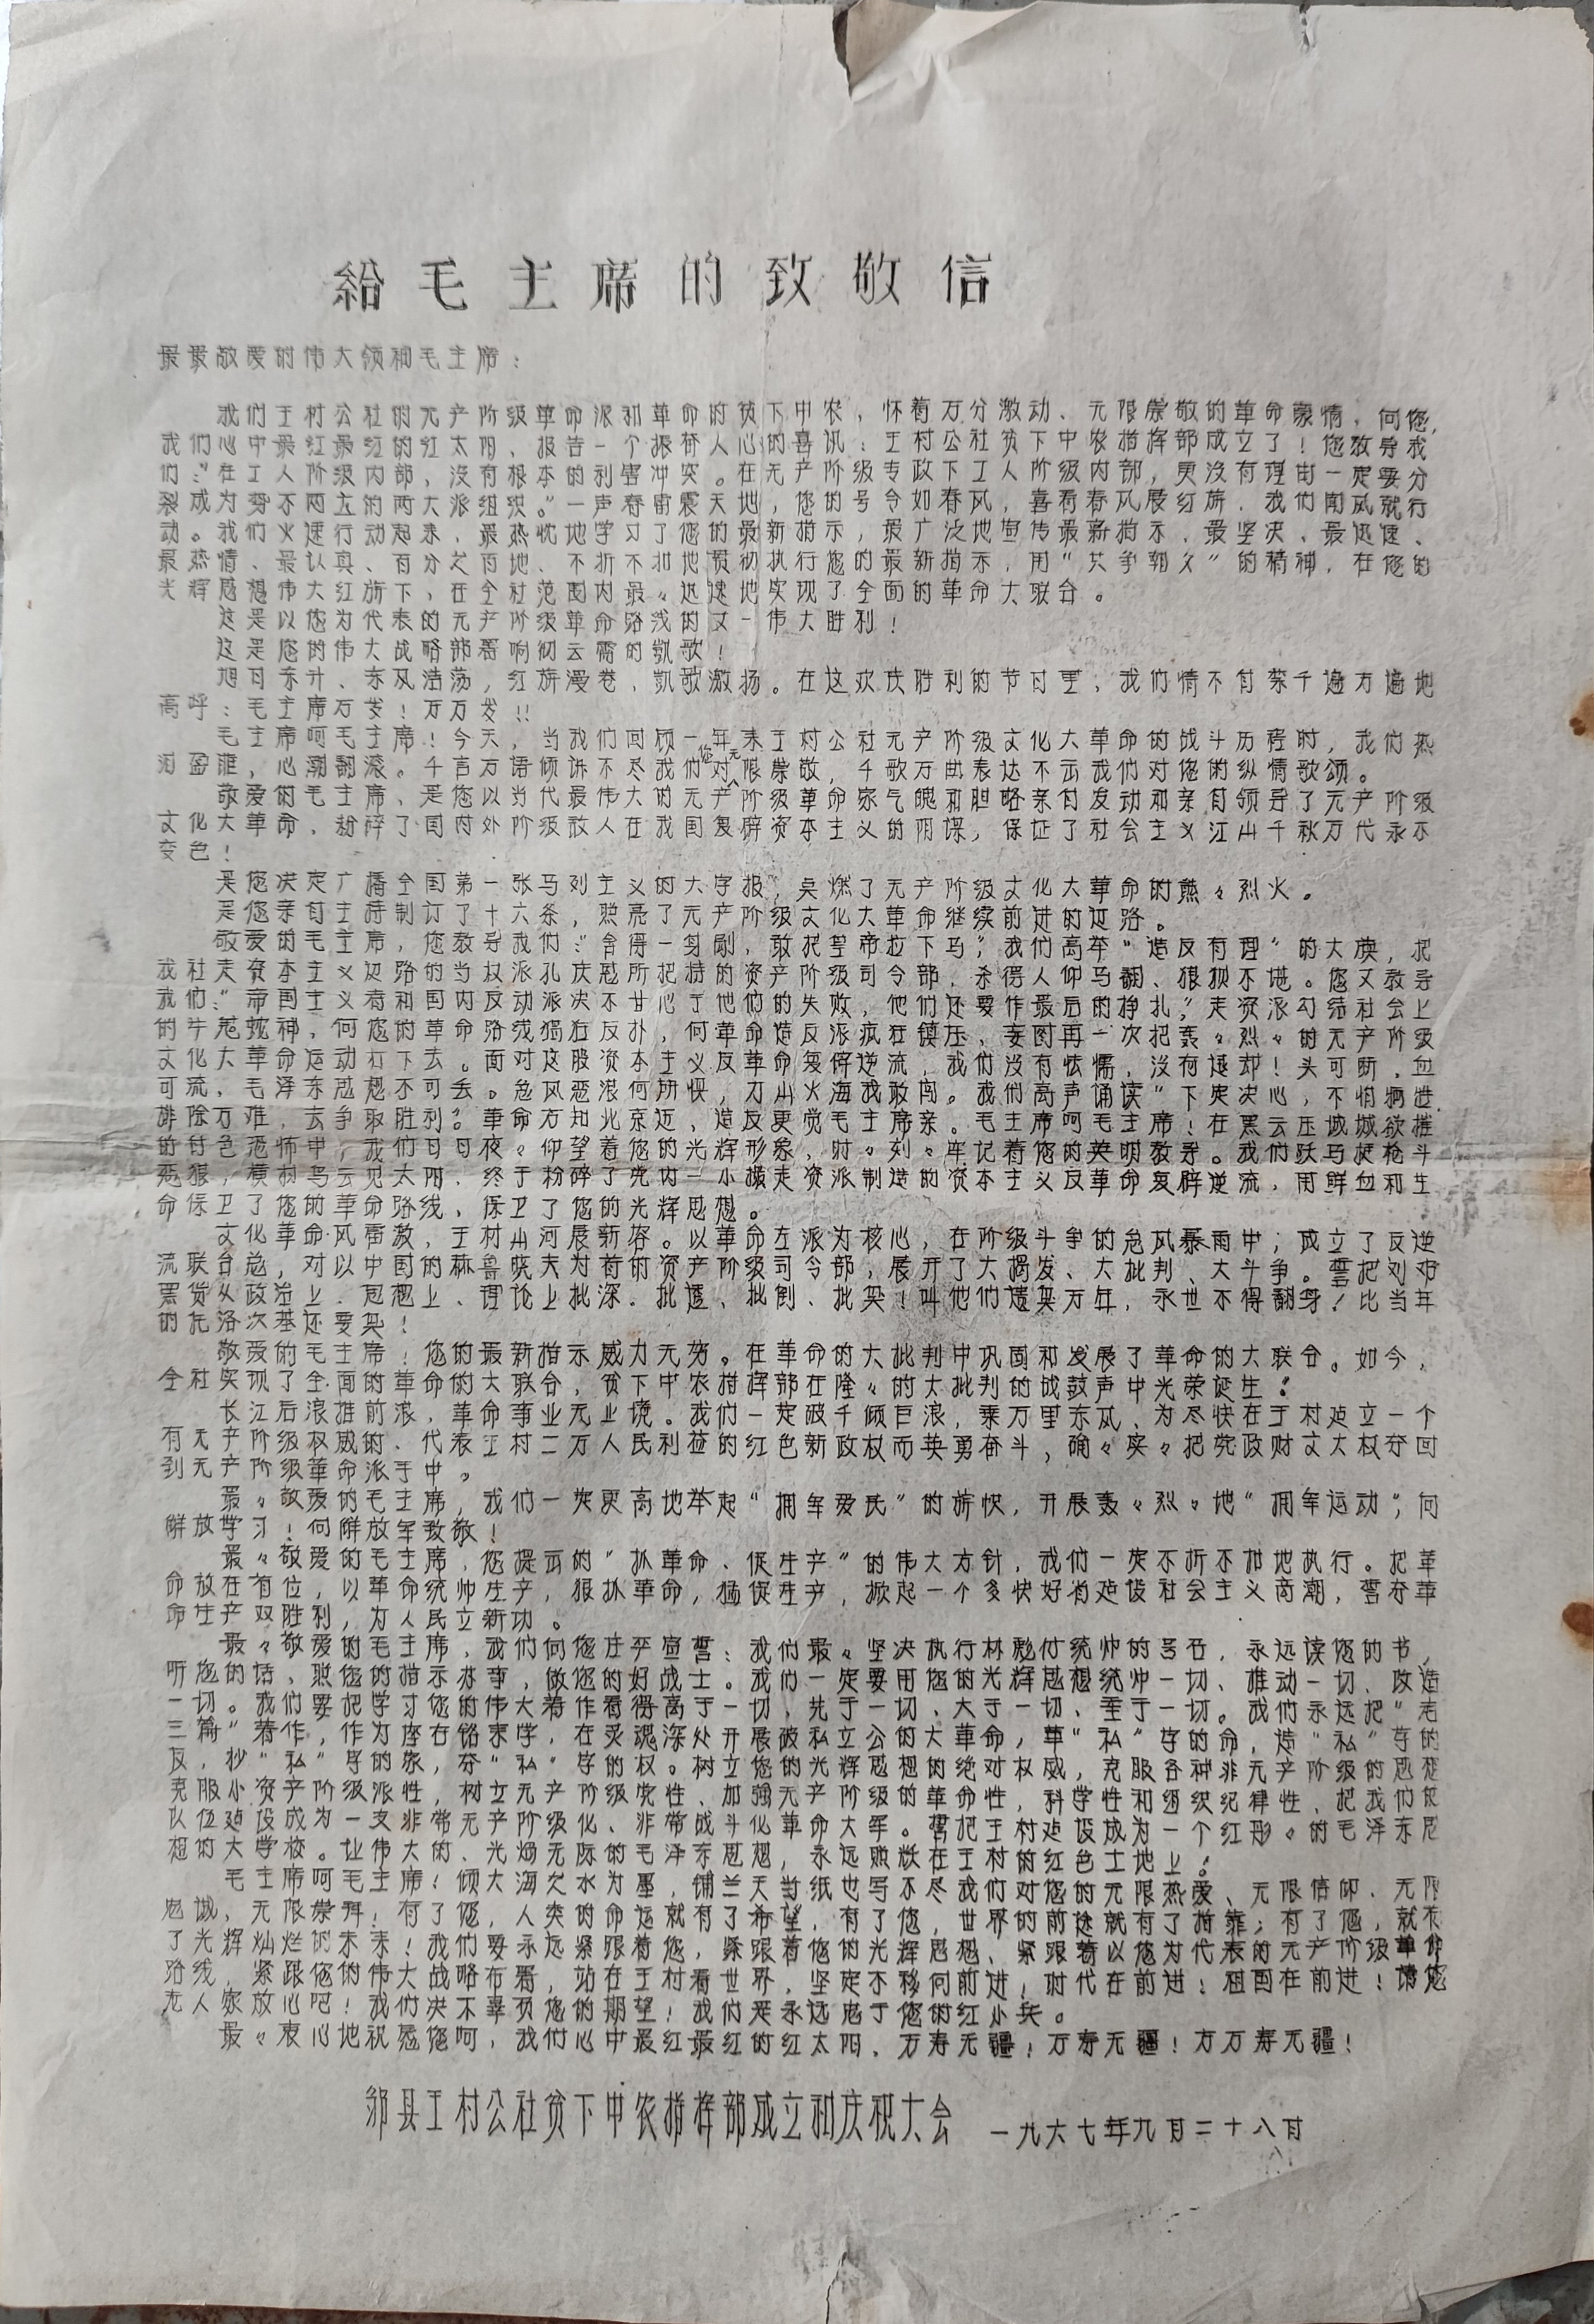 給毛主席的致敬信
最最敬爱的伟大领袖毛主席：
我们王村公社的无产阶级革命派和革命的贫下中农，怀着万分激动、无限崇敬的革命豪情，向您，
我们心中最红最红的红太阳，报告一个振奋人心的喜讯：王村公社贫下中农指挥部成立了！您教导我
们：“在工人阶级内部，没有根本的利害冲突。在无产阶级专政下工人阶级内部，更没有理由一定要分
裂成为势不两立的两大派组织。”一声春雷震天地，您的号令如春风，喜看春风展红旗，我们闻风就行
动。我们火速行动起来，最热忱地学习了您的最新指示，最广泛地宣传最新指示，最坚决、最迅速、
最热情、最认真、百分之百地、不折不扣地贯彻执行您的最新指示，用“只争朝夕”的精神，在您的
光辉思想伟大红旗下，在全社范围内最々迅速地实现了全面的革命大联合。
这是以您为代表的无产阶级革命路线的又一伟大胜利！
这是您的伟大战略部署响彻云霄的凯歌！
旭日东升、东风浩荡，红旗漫卷，凯歌激扬。在这欢庆胜利的节日里，我们情不自禁千遍万遍地
高呼：毛主席万岁！万万岁！！
毛主席呵毛主席！今天，当我们回顾一年来王村公社无产阶级文化大革命的战斗历程时，我们热
泪盈眶，心潮翻滚。千言万语倾诉不尽我们对您无限崇敬，千歌万曲表达不云我们对您的纵情歌颂。
敬爱的毛主席、是您以当代最伟大的无产阶级革命家气魄和胆略亲自发动和亲自领导了无产阶级
文化大革命，粉碎了国内外阶级敌人在我国复辟资本主义的阴谋，保证了社会主义江山千秋万代永不
变色！
是您决定广播全国第一张马列主义的大字报，点燃了无产阶级文化大革命的熊々烈火。
是您亲自主持制订了十六条，照亮了无产阶级文化大革命继续前进的道路。
敬爱的毛主席，您教导我们：“舍得一身剐，敢把皇帝拉下马”，我们高举“造反有理”的大旗，把
我社走资本主义道路的当权派孔庆冠所把持的资产阶级司令部，杀得人仰马翻、狼狈不堪。您又教导
我们：“帝国主义者和国内反动派决不甘心于他们的失败，他们还要作最后的挣扎”，走资派勾结社会上
的牛鬼蛇神，向您的革命路线猖狂反扑，向革命造反派疯狂镇压，妄图再一次把轰々烈々的无产阶级
文化大革命运动打下去。面对这股资本主义反革命复辟逆流，我们没有怯懦，没有退却！头可断，血
可流，毛泽东思想不可丢。急风恶浪何所惧，刀山火海我敢闯。我们高声诵读“下定决心，不怕牺牲，
排除万难，去争取胜利”。革命方知北京近，造反更觉毛主席亲。毛主席呵毛主席！在黑云压城城欲摧
的白色恐怖中，我们日日夜々仰望着您的光辉形象，时々刻々牢记着您的英明教导。我们跃马挺枪斗
恶狼，横扫乌云见太阳，终于粉碎了党内一小撮走资派制造的资本主义反革命复辟逆流，用鲜血和生
命保卫了您的革命路线，保卫了您的光辉思想。
文化革命风雷激，王村山河展新容。以革命左派为核心，在阶级斗争的急风暴雨中，成立了反逆
流联合总，对以中国的赫鲁晓夫为首的资产阶级司令部，展开了大揭发、大批判、大斗争。誓把刘邓
黑货从政治上、思想上、理论上批深、批透、批倒、批臭！叫他们遗臭万年，永世不得翻身！比当年
的托洛次基还要臭！
敬爱的毛主席！您的最新指示威力无穷。在革命的大批判中巩固和发展了革命的大联合。如今，
全社实现了全面的革命的大联合，贫下中农指挥部在隆々的大批判的战鼓声中光荣诞生！
长江后浪推前浪，革命事业无止境。我们一定破千倾巨浪，乘万里东风、为尽快在王村建立一个
有无产阶级权威的、代表王村二万人民利益的红色新政权而英勇奋斗，确々实々把党政财文大权夺回
到无产阶级革命派手中。
最々敬爱的毛主席，我们一定更高地举起“拥军爱民”的旗帜，开展轰々烈々地“拥军运动”，向
解放学习！向解放军致敬！
最々敬爱的毛主席，您提出的“抓革命、促生产”的伟大方针，我们一定不折不扣地执行。把革
命放在首位，以革命统帅生产，狠抓革命，猛促生产，掀起一个多快好省建设社会主义高潮，誓夺革
命生产双胜利，为人民立新功。
最々敬爱的毛主席，我们向您庄严宣誓：我们最々坚决执行林彪付统帅的号召，永远读您的书，
听您的话、照您的指示办事，做您的好战士。我们一定要用您的光辉思想统帅一切、推动一切、改造
一切。我们要把学习您的伟大著作看得高于一切，先于一切、大于一切、重于一切。我们永远把“老
三篇”著作，作为座右铭来学，在灵魂深处开展破私立公的大革命，革“私”字的命，造“私”字的
反，抄“私”字的家，夺“私”字的权。树立您的光辉思想的绝对权威，克服各种非无产阶级的思想
克服小资产阶级派性，树立无产阶级党性、加强无产阶级的革命性，科学性和组织纪律性、把我们的
队伍建设成为一支非常无产阶级化、非常战斗化革命大军。誓把王村建设成为一个红彤々的毛泽东思
想的大学校。让伟大的、光焰无际的毛泽东思想，永远照耀在王村的红色土地上！
毛主席呵毛主席！倾大海之水为墨，铺兰天当纸也写不尽我们对您的无限热爱、无限信仰、无限
忠诚，无限崇拜！有了您，人类的命运就有了希望，有了您，世界的前途就有了指靠；有了您，就有
了光辉灿烂的未来！我们要永远紧跟着您，紧跟着您的光辉思想、紧跟着以您为代表的无产阶级革命
路线，紧跟您的伟大战略布署，站在王村看世界，坚定不移向前进！时代在前进！祖国在前进！请您
老人家放心吧！我们决不辜负您的期望！我们是永远忠于您的红小兵。
最々衷心地祝愿您呵，我们心中最红最红的红太阳、万寿无疆！万寿无疆！万万寿无疆！
邹县王村公社贫下中农指挥部成立和庆祝大会 一九六七年九月二十八日